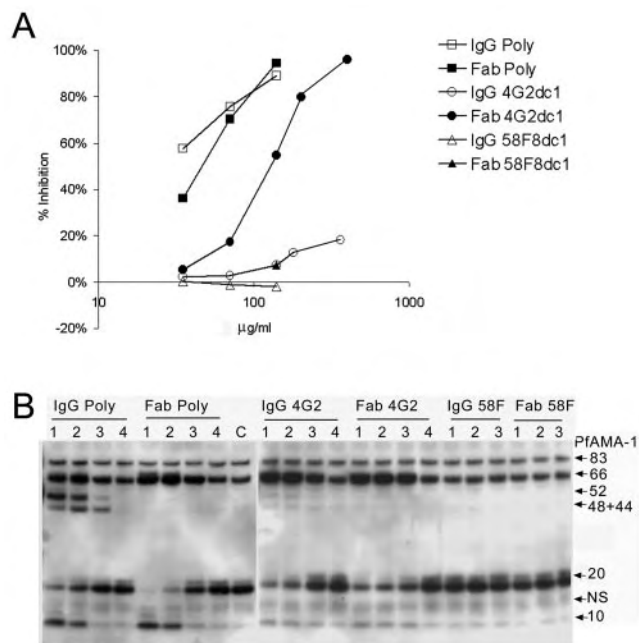 A
100%
80%
60%
40%
20%
0%
-20%
% Inhibition
10
100
1000
µg/ml
IgG Poly
Fab Poly
IgG 4G2dc1
Fab 4G2dc1
IgG 58F8dc1
Fab 58F8dc1
B
IgG Poly Fab Poly IgG 4G2 Fab 4G2 IgG 58F Fab 58F
1 2 3 4 1 2 3 4 C 1 2 3 4 1 2 3 4 1 2 3 1 2 3
PfAMA-1
83
66
52
48+44
20
NS
10